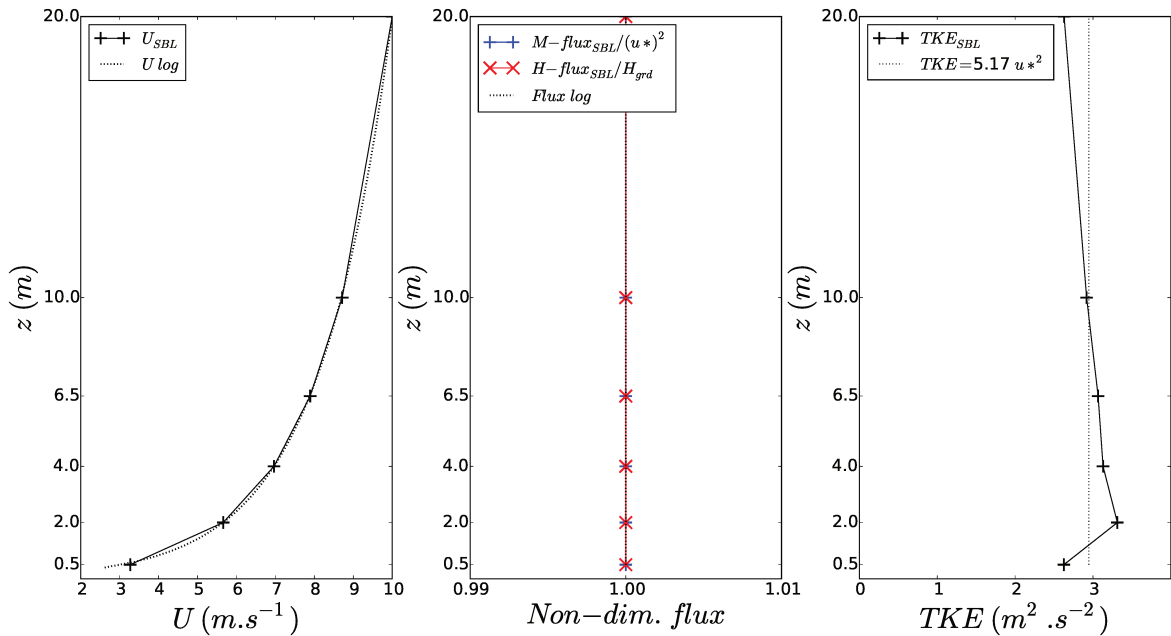 20.0
10.0
6.5
4.0
2.0
0.5
z (m)
U_SBL
U log
2 3 4 5 6 7 8 9 10
U (m.s⁻¹)
20.0
10.0
6.5
4.0
2.0
0.5
z (m)
M−flux_SBL/(u*)²
H−flux_SBL/H_grd
Flux log
0.99 1.00 1.01
Non−dim. flux
20.0
10.0
6.5
4.0
2.0
0.5
z (m)
TKE_SBL
TKE=5.17 u*²
0 1 2 3
TKE (m² .s⁻²)